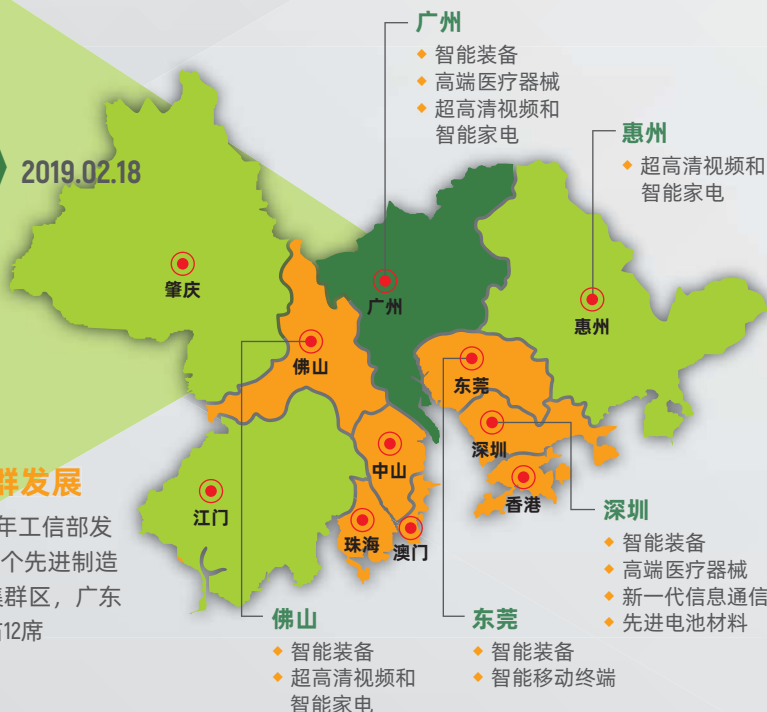 广州
智能装备
高端医疗器械
超高清视频和
智能家电
惠州
超高清视频和
智能家电
2019.02.18
肇庆
广州
惠州
佛山
东莞
深圳
中山
香港
江门
珠海
澳门
群发展
年工信部发
个先进制造
集群区，广东
占12席
深圳
智能装备
高端医疗器械
新一代信息通信
先进电池材料
佛山
智能装备
超高清视频和
智能家电
东莞
智能装备
智能移动终端